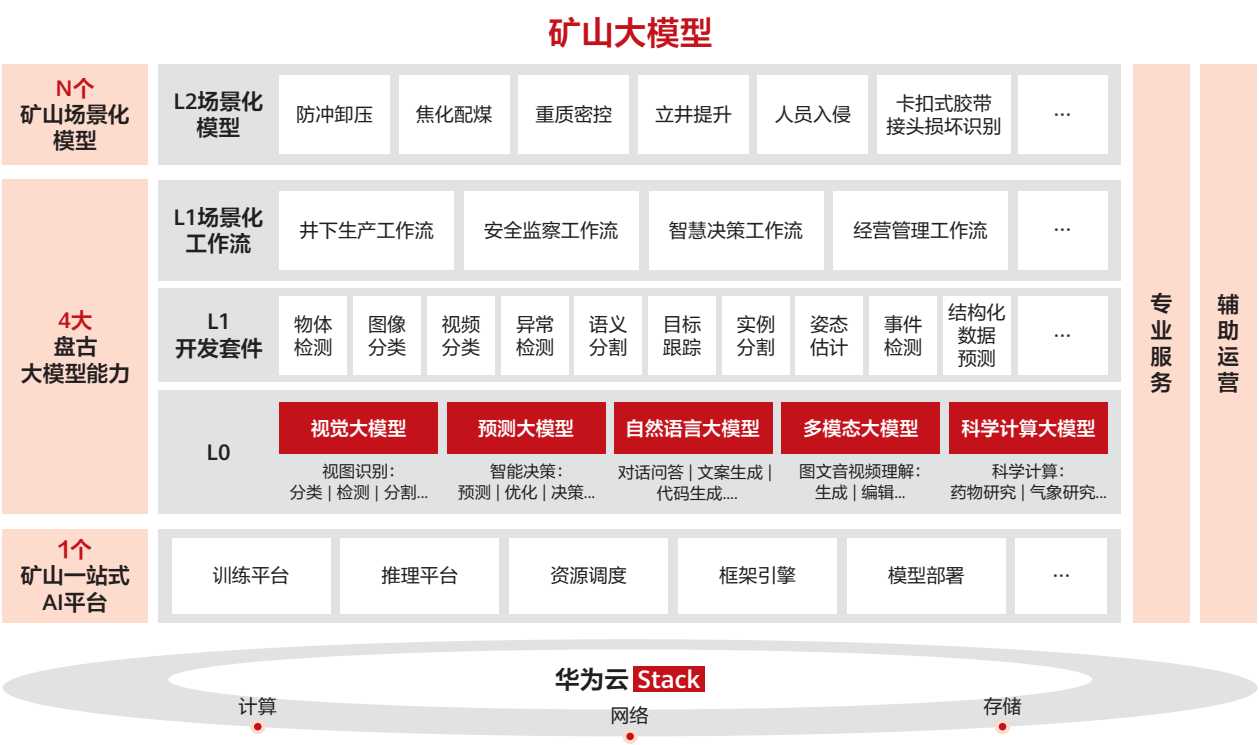 矿山大模型
N个
矿山场景化
模型
L2场景化
模型
防冲卸压
焦化配煤
重质密控
立井提升
人员入侵
卡扣式胶带
接头损坏识别
...
4大
盘古
大模型能力
L1场景化
工作流
井下生产工作流
安全监察工作流
智慧决策工作流
经营管理工作流
...
L1
开发套件
物体
检测
图像
分类
视频
分类
异常
检测
语义
分割
目标
跟踪
实例
分割
姿态
估计
事件
检测
结构化
数据
预测
...
L0
视觉大模型
视图识别：
分类 | 检测 | 分割...
预测大模型
智能决策：
预测 | 优化 | 决策...
自然语言大模型
对话问答 | 文案生成 |
代码生成....
多模态大模型
图文音视频理解：
生成 | 编辑...
科学计算大模型
科学计算：
药物研究 | 气象研究...
1个
矿山一站式
AI平台
训练平台
推理平台
资源调度
框架引擎
模型部署
...
专业服务
辅助运营
华为云 Stack
计算
网络
存储